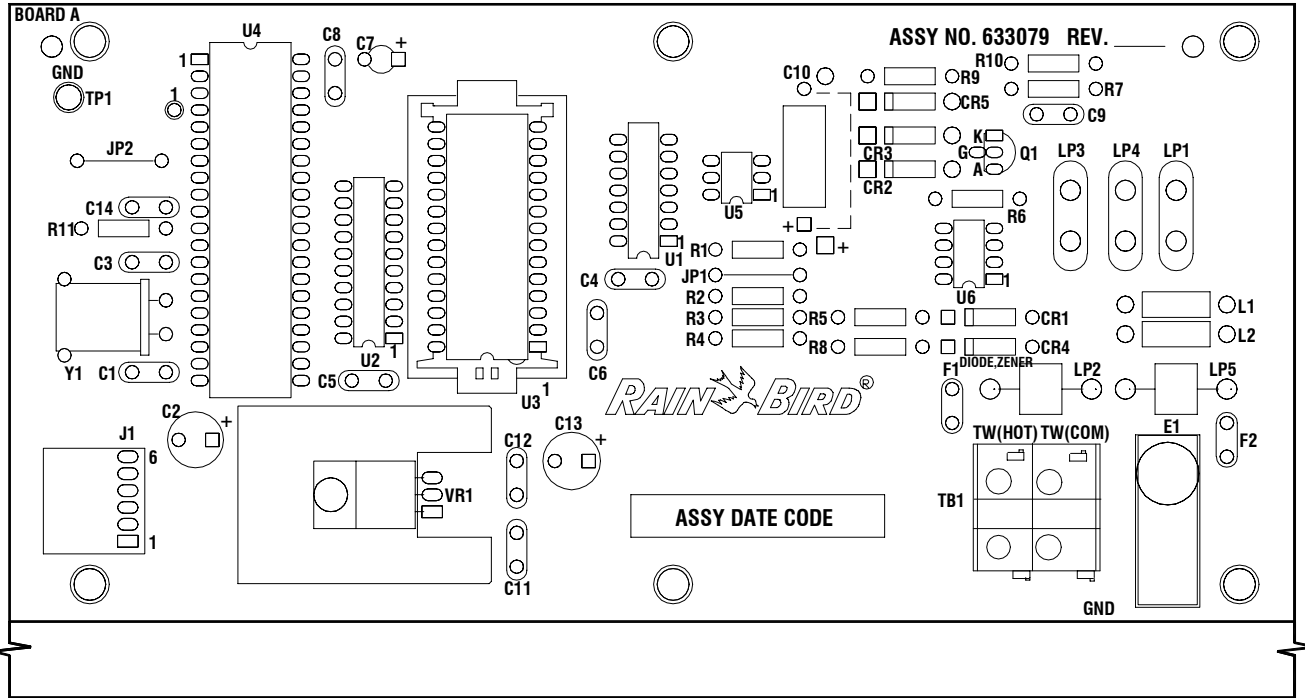 BOARD A
U4
C8
C7
+
ASSY NO. 633079 REV.
GND
TP1
1
1
C10
R9
R10
R7
CR5
C9
JP2
CR3
CR2
K
G
A
Q1
LP3
LP4
LP1
C14
R11
U5
1
R6
C3
U1
1
+
+
R1
C4
JP1
U6
1
R2
R3
R4
R5
R8
CR1
CR4
L1
L2
Y1
C1
U2
1
C5
U3
1
C6
RAIN BIRD®
DIODE,ZENER
F1
LP2
LP5
C2
+
C13
+
C12
J1
6
1
VR1
TW(HOT) TW(COM)
E1
F2
TB1
ASSY DATE CODE
C11
GND